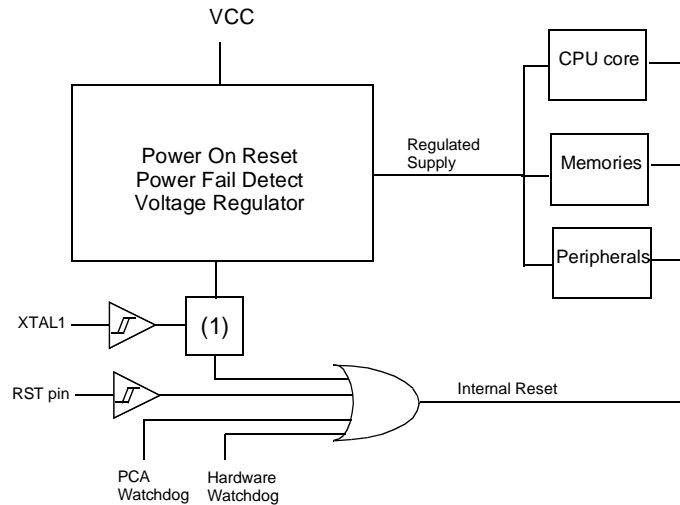 VCC
CPU core
Power On Reset
Power Fail Detect
Voltage Regulator
Regulated
Supply
Memories
Peripherals
XTAL1
(1)
RST pin
Internal Reset
PCA
Watchdog
Hardware
Watchdog